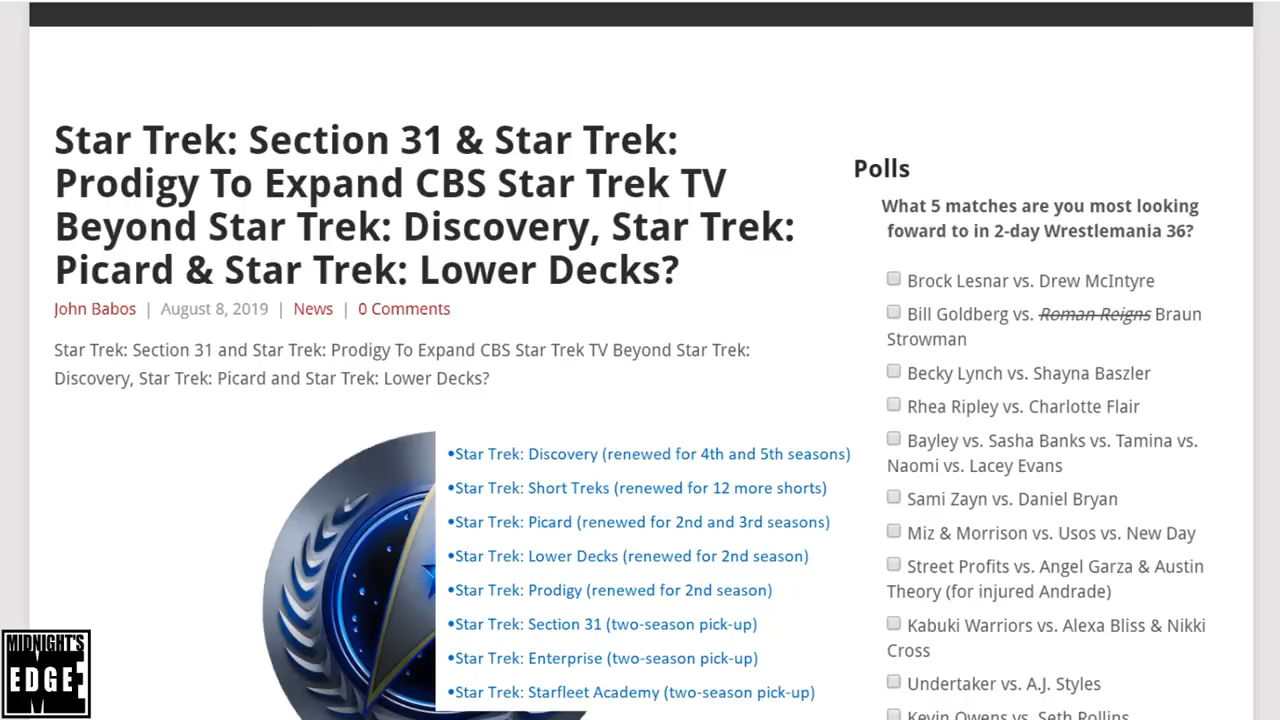 Star Trek: Section 31 & Star Trek:
Prodigy To Expand CBS Star Trek TV
Beyond Star Trek: Discovery, Star Trek:
Picard & Star Trek: Lower Decks?
John Babos | August 8, 2019 | News | 0 Comments
Star Trek: Section 31 and Star Trek: Prodigy To Expand CBS Star Trek TV Beyond Star Trek:
Discovery, Star Trek: Picard and Star Trek: Lower Decks?
•Star Trek: Discovery (renewed for 4th and 5th seasons)
•Star Trek: Short Treks (renewed for 12 more shorts)
•Star Trek: Picard (renewed for 2nd and 3rd seasons)
•Star Trek: Lower Decks (renewed for 2nd season)
•Star Trek: Prodigy (renewed for 2nd season)
•Star Trek: Section 31 (two-season pick-up)
•Star Trek: Enterprise (two-season pick-up)
•Star Trek: Starfleet Academy (two-season pick-up)
Polls
What 5 matches are you most looking
foward to in 2-day Wrestlemania 36?
Brock Lesnar vs. Drew McIntyre
Bill Goldberg vs. Roman Reigns Braun
Strowman
Becky Lynch vs. Shayna Baszler
Rhea Ripley vs. Charlotte Flair
Bayley vs. Sasha Banks vs. Tamina vs.
Naomi vs. Lacey Evans
Sami Zayn vs. Daniel Bryan
Miz & Morrison vs. Usos vs. New Day
Street Profits vs. Angel Garza & Austin
Theory (for injured Andrade)
Kabuki Warriors vs. Alexa Bliss & Nikki
Cross
Undertaker vs. A.J. Styles
Kevin Owens vs. Seth Rollins
MIDNIGHT'S
EDGE